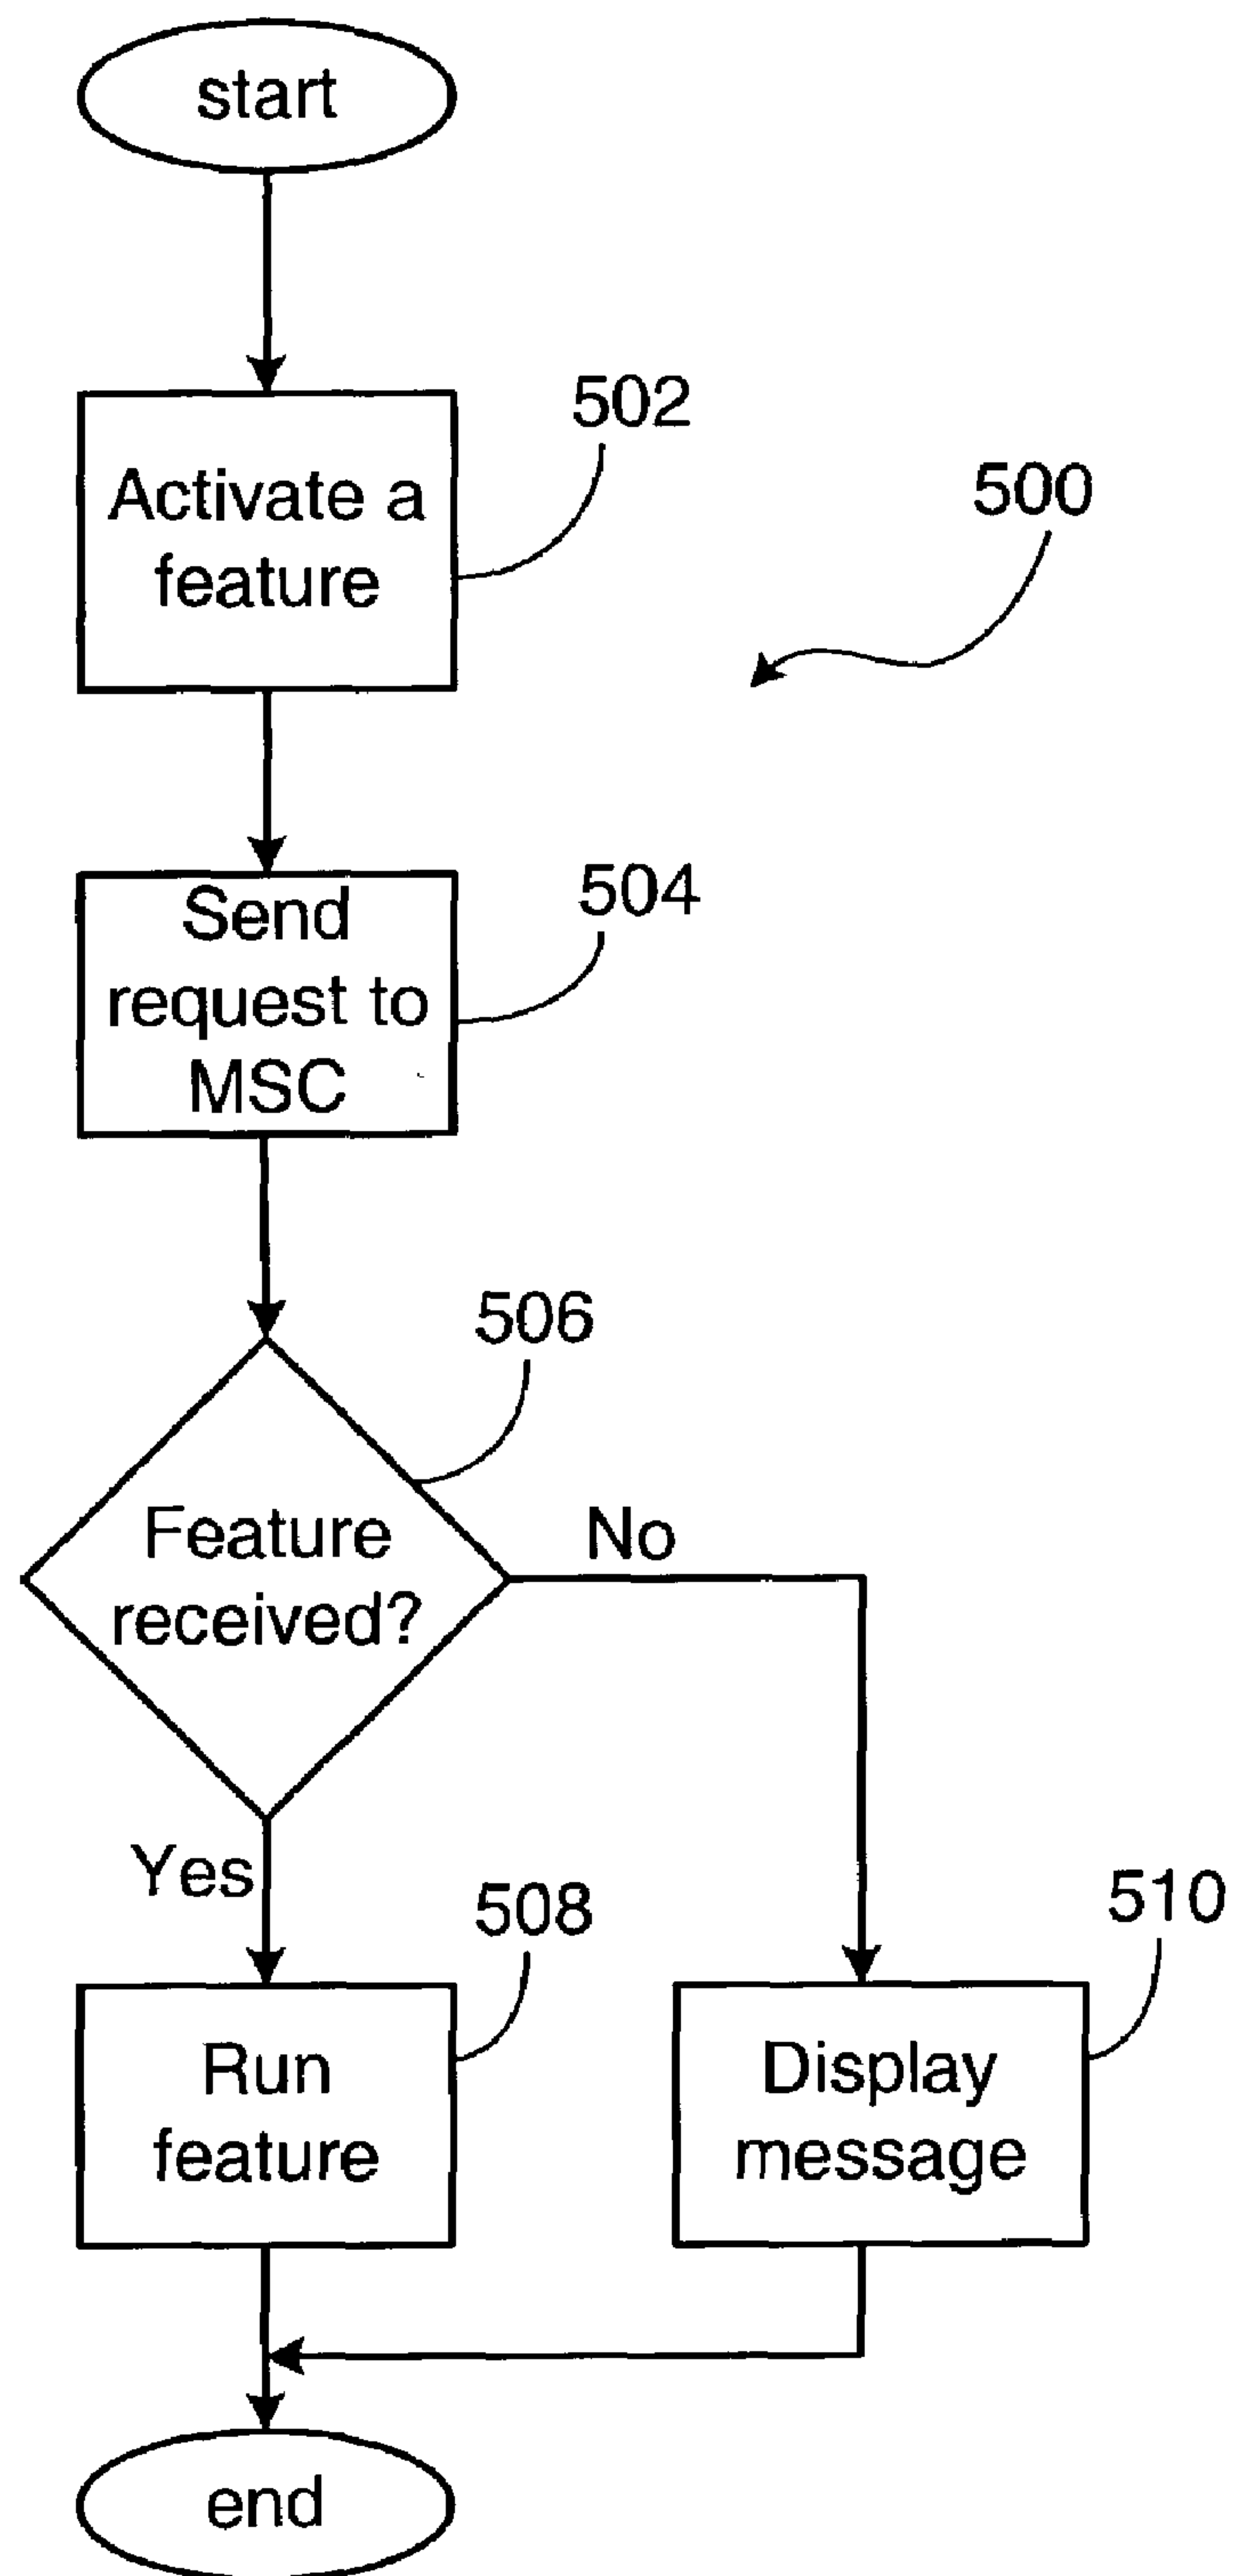 start
502
Activate a
feature
500
504
Send
request to
MSC
506
Feature
received?
No
Yes
508
510
Run
feature
Display
message
end